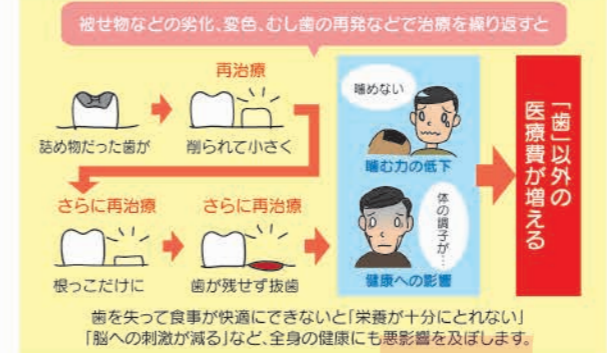 被せ物などの劣化、変色、むし歯の再発などで治療を繰り返すと
詰め物だった歯が
再治療
削られて小さく
さらに再治療
根っこだけに
さらに再治療
歯が残せず抜歯
噛めない
噛む力の低下
体の
調子が…
健康への影響
「歯」以外の
医療費が増える
歯を失って食事が快適にできないと「栄養が十分にとれない」
「脳への刺激が減る」など、全身の健康にも悪影響を及ぼします。